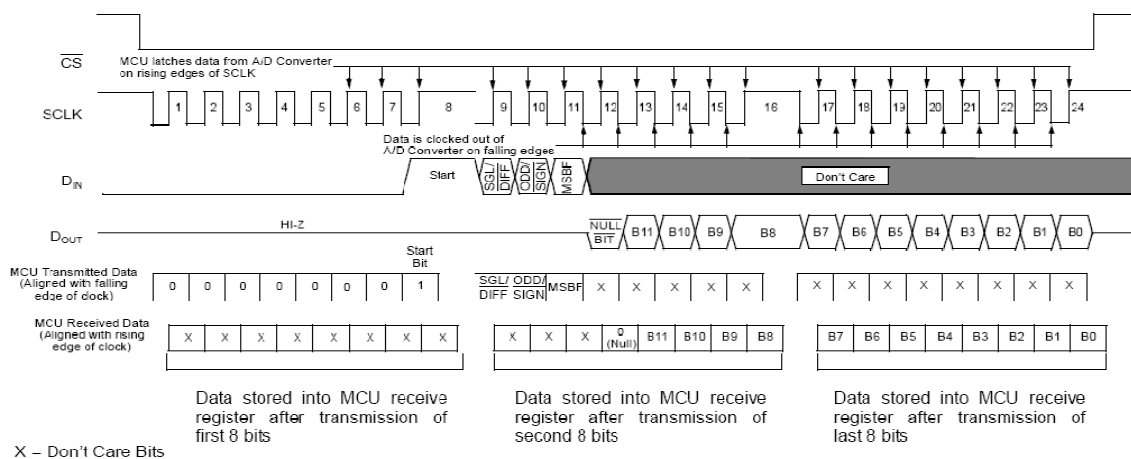 CS
MCU latches data from A/D Converter
on rising edges of SCLK
SCLK
1 2 3 4 5 6 7 8 9 10 11 12 13 14 15 16 17 18 19 20 21 22 23 24
Data is clocked out of
A/D Converter on falling edges
DIN
Start SGL/ DIFF ODD/ SIGN MSBF Don't Care
HI-Z
DOUT
NULL BIT B11 B10 B9 B8 B7 B6 B5 B4 B3 B2 B1 B0
Start
Bit
MCU Transmitted Data
(Aligned with falling
edge of clock)
0 0 0 0 0 0 0 1 SGL/ DIFF ODD/ SIGN MSBF X X X X X X X X X X X X X
MCU Received Data
(Aligned with rising
edge of clock)
X X X X X X X X X X X 0 (Null) B11 B10 B9 B8 B7 B6 B5 B4 B3 B2 B1 B0
Data stored into MCU receive
register after transmission of
first 8 bits
Data stored into MCU receive
register after transmission of
second 8 bits
Data stored into MCU receive
register after transmission of
last 8 bits
X – Don't Care Bits